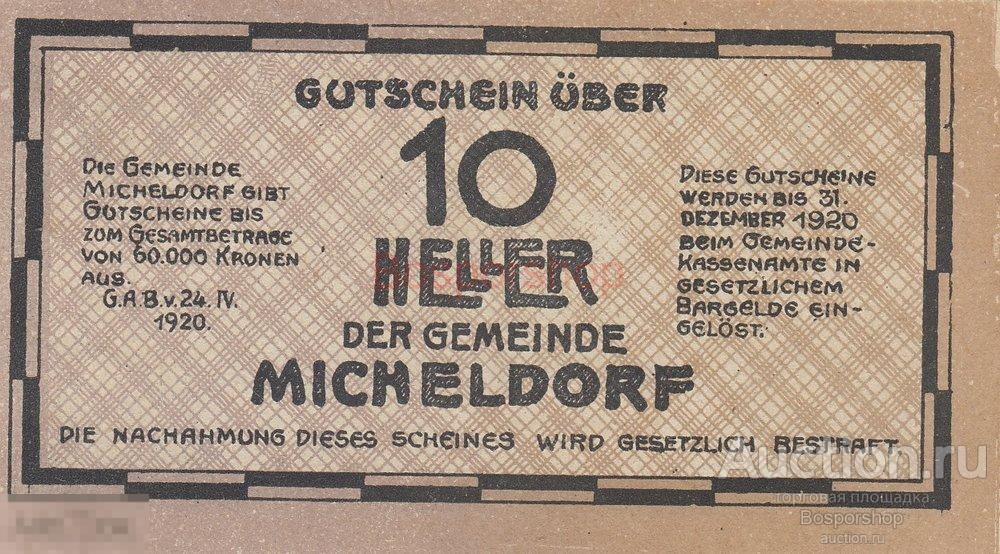 GUTSCHEIN ÜBER
10
HELLER
DER GEMEINDE
MICHELDORF
DIE GEMEINDE
MICHELDORF GIBT
GUTSCHEINE BIS
ZUM GESAMTBETRAGE
VON 60.000 KRONEN
AUS.
G.A.B.v.24.IV.
1920.
DIESE GUTSCHEINE
WERDEN BIS 31.
DEZEMBER 1920
BEIM GEMEINDE-
KASSENAMTE IN
GESETZLICHEM
BARGELDE EIN-
GELÖST.
DIE NACHAHMUNG DIESES SCHEINES WIRD GESETZLICH BESTRAFT
Bosporshop
Auction.ru
торговая площадка
Bosporshop
auction.ru